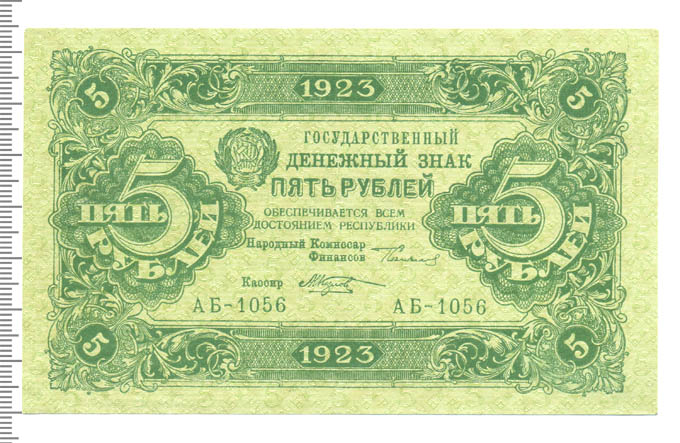 5 1923 5
ГОСУДАРСТВЕННЫЙ
ДЕНЕЖНЫЙ ЗНАК
ПЯТЬ РУБЛЕЙ
ОБЕСПЕЧИВАЕТСЯ ВСЕМ
ДОСТОЯНИЕМ РЕСПУБЛИКИ
Народный Комиссар
Финансов
Кассир
АБ-1056 АБ-1056
5 ПЯТЬ РУБЛЕЙ
5 ПЯТЬ РУБЛЕЙ
5 1923 5